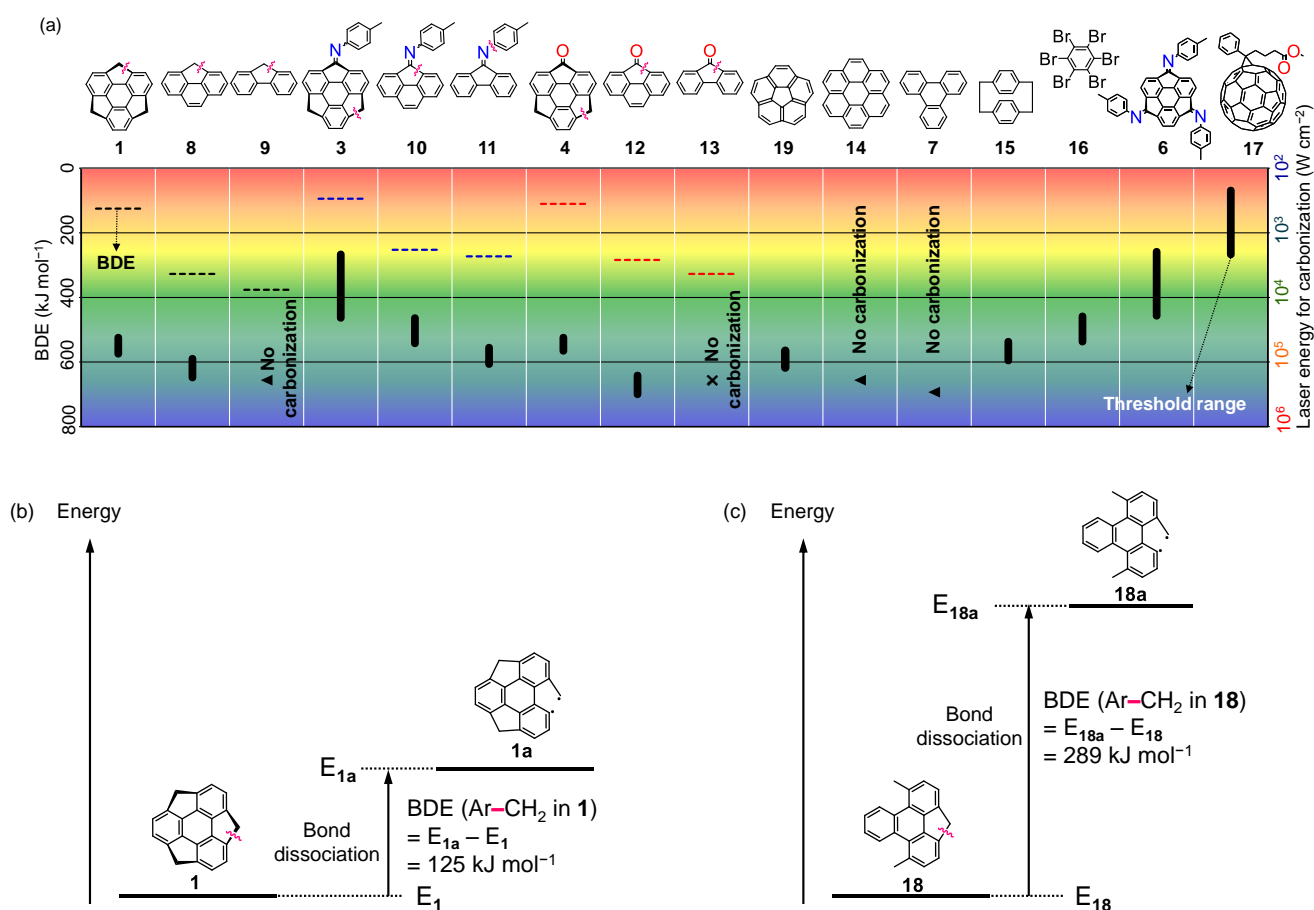 (a)
N
N
N
O
O
O
Br
Br Br
Br Br
Br
N
N
N
O
O
1 8 9 3 10 11 4 12 13 19 14 7 15 16 6 17
BDE (kJ mol⁻¹)
0
200
400
600
800
BDE
No carbonization
No carbonization
No carbonization
No carbonization
Threshold range
10²
10³
10⁴
10⁵
10⁶
Laser energy for carbonization (W cm⁻²)
(b) Energy
1a
E1a
Bond
dissociation
BDE (Ar–CH₂ in 1)
= E1a – E1
= 125 kJ mol⁻¹
1
E1
(c) Energy
18a
E18a
Bond
dissociation
BDE (Ar–CH₂ in 18)
= E18a – E18
= 289 kJ mol⁻¹
18
E18